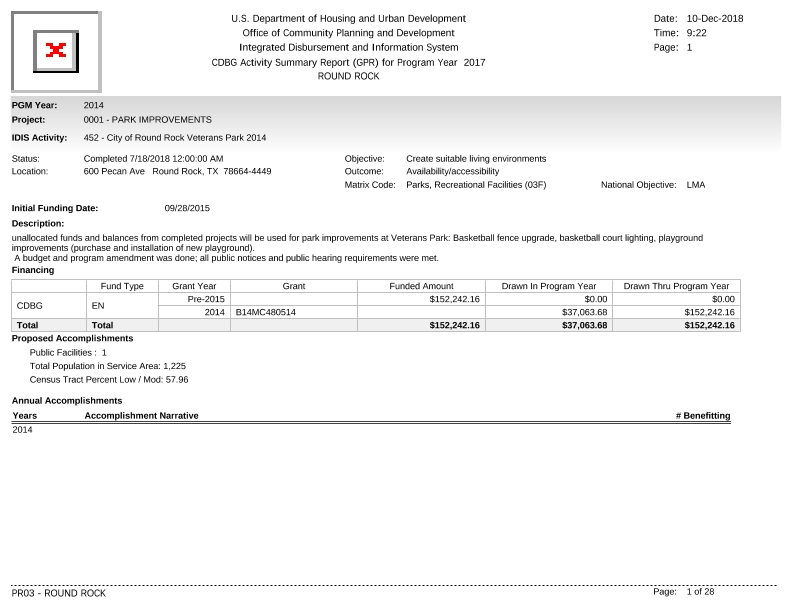 U.S. Department of Housing and Urban Development
Office of Community Planning and Development
Integrated Disbursement and Information System
CDBG Activity Summary Report (GPR) for Program Year 2017
ROUND ROCK
Date: 10-Dec-2018
Time: 9:22
Page: 1
PGM Year: 2014
Project: 0001 - PARK IMPROVEMENTS
IDIS Activity: 452 - City of Round Rock Veterans Park 2014
Status: Completed 7/18/2018 12:00:00 AM Objective: Create suitable living environments
Location: 600 Pecan Ave Round Rock, TX 78664-4449 Outcome: Availability/accessibility
Matrix Code: Parks, Recreational Facilities (03F) National Objective: LMA
Initial Funding Date: 09/28/2015
Description:
unallocated funds and balances from completed projects will be used for park improvements at Veterans Park: Basketball fence upgrade, basketball court lighting, playground
improvements (purchase and installation of new playground).
A budget and program amendment was done; all public notices and public hearing requirements were met.
Financing
Fund Type Grant Year Grant Funded Amount Drawn In Program Year Drawn Thru Program Year
CDBG EN Pre-2015 $152,242.16 $0.00 $0.00
2014 B14MC480514 $37,063.68 $152,242.16
Total Total $152,242.16 $37,063.68 $152,242.16
Proposed Accomplishments
Public Facilities : 1
Total Population in Service Area: 1,225
Census Tract Percent Low / Mod: 57.96
Annual Accomplishments
Years Accomplishment Narrative # Benefitting
2014
PR03 - ROUND ROCK Page: 1 of 28